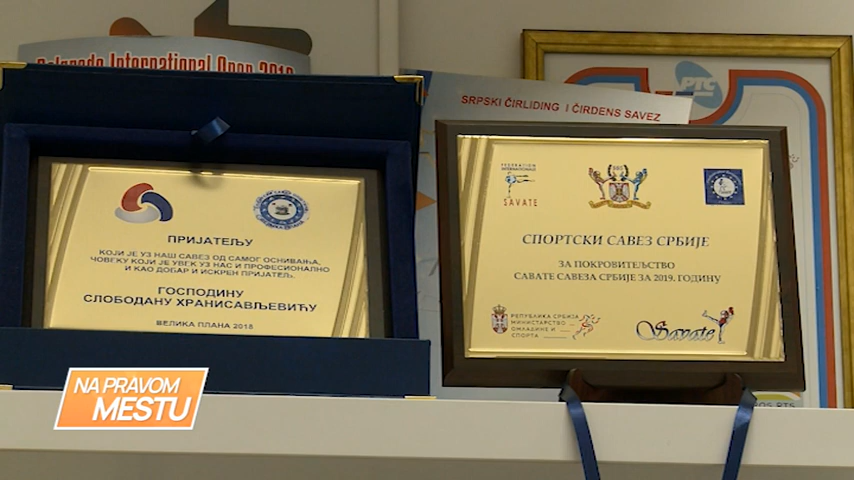 Belgrade International Open 2018
SRPSKI ČIRLIDING I ČIRDENS SAVEZ
РТС
ПРИЈАТЕЉУ
КОЈИ ЈЕ УЗ НАШ САВЕЗ ОД САМОГ ОСНИВАЊА,
ЧОВЕКУ КОЈИ ЈЕ УВЕК УЗ НАС И ПРОФЕСИОНАЛНО
И КАО ДОБАР И ИСКРЕН ПРИЈАТЕЉ.
ГОСПОДИНУ
СЛОБОДАНУ ХРАНИСАВЉЕВИЋУ
ВЕЛИКА ПЛАНА 2018
FEDERATION
INTERNATIONALE
SAVATE
СПОРТСКИ САВЕЗ СРБИЈЕ
ЗА ПОКРОВИТЕЉСТВО
САВАТЕ САВЕЗА СРБИЈЕ ЗА 2019. ГОДИНУ
РЕПУБЛИКА СРБИЈА
МИНИСТАРСТВО
ОМЛАДИНЕ И
СПОРТА
Savate
NA PRAVOM
MESTU